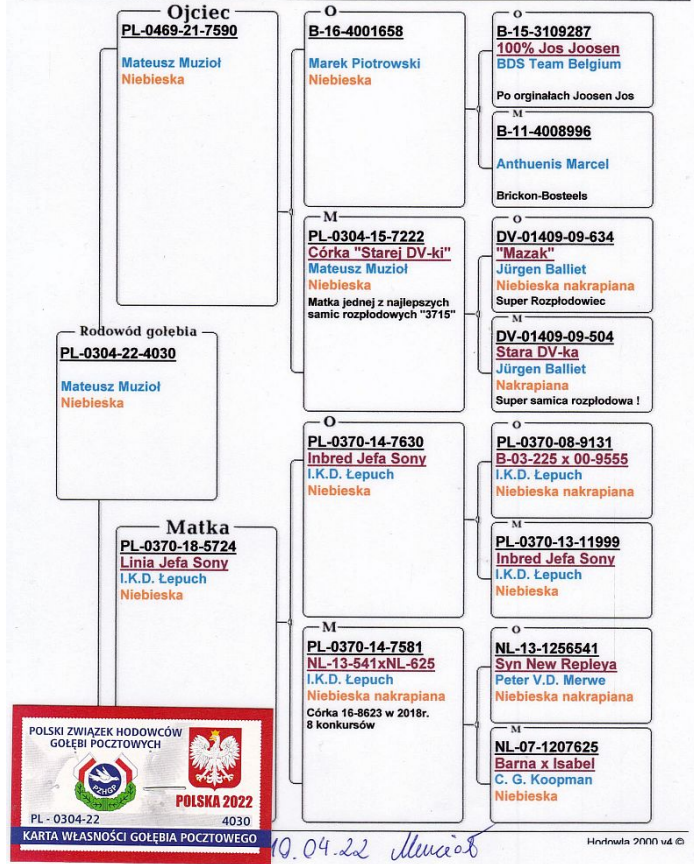 Ojciec
PL-0469-21-7590
Mateusz Muzioł
Niebieska
O
B-16-4001658
Marek Piotrowski
Niebieska
O
B-15-3109287
100% Jos Joosen
BDS Team Belgium
Po orginałach Joosen Jos
M
B-11-4008996
Anthuenis Marcel
Brickon-Bosteels
M
PL-0304-15-7222
Córka "Starej DV-ki"
Mateusz Muzioł
Niebieska
Matka jednej z najlepszych
samic rozpłodowych "3715"
O
DV-01409-09-634
"Mazak"
Jürgen Balliet
Niebieska nakrapiana
Super Rozpłodowiec
M
DV-01409-09-504
Stara DV-ka
Jürgen Balliet
Nakrapiana
Super samica rozpłodowa !
Rodowód gołębia
PL-0304-22-4030
Mateusz Muzioł
Niebieska
Matka
PL-0370-18-5724
Linia Jefa Sony
I.K.D. Łepuch
Niebieska
O
PL-0370-14-7630
Inbred Jefa Sony
I.K.D. Łepuch
Niebieska
O
PL-0370-08-9131
B-03-225 x 00-9555
I.K.D. Łepuch
Niebieska nakrapiana
M
PL-0370-13-11999
Inbred Jefa Sony
I.K.D. Łepuch
Niebieska
M
PL-0370-14-7581
NL-13-541xNL-625
I.K.D. Łepuch
Niebieska nakrapiana
Córka 16-8623 w 2018r.
8 konkursów
O
NL-13-1256541
Syn New Repleya
Peter V.D. Merwe
Niebieska nakrapiana
M
NL-07-1207625
Barna x Isabel
C. G. Koopman
Niebieska
POLSKI ZWIĄZEK HODOWCÓW
GOŁĘBI POCZTOWYCH
PZHGP
POLSKA 2022
PL - 0304-22 4030
KARTA WŁASNOŚCI GOŁĘBIA POCZTOWEGO
19.04.22
Hodowla 2000 v4 ©